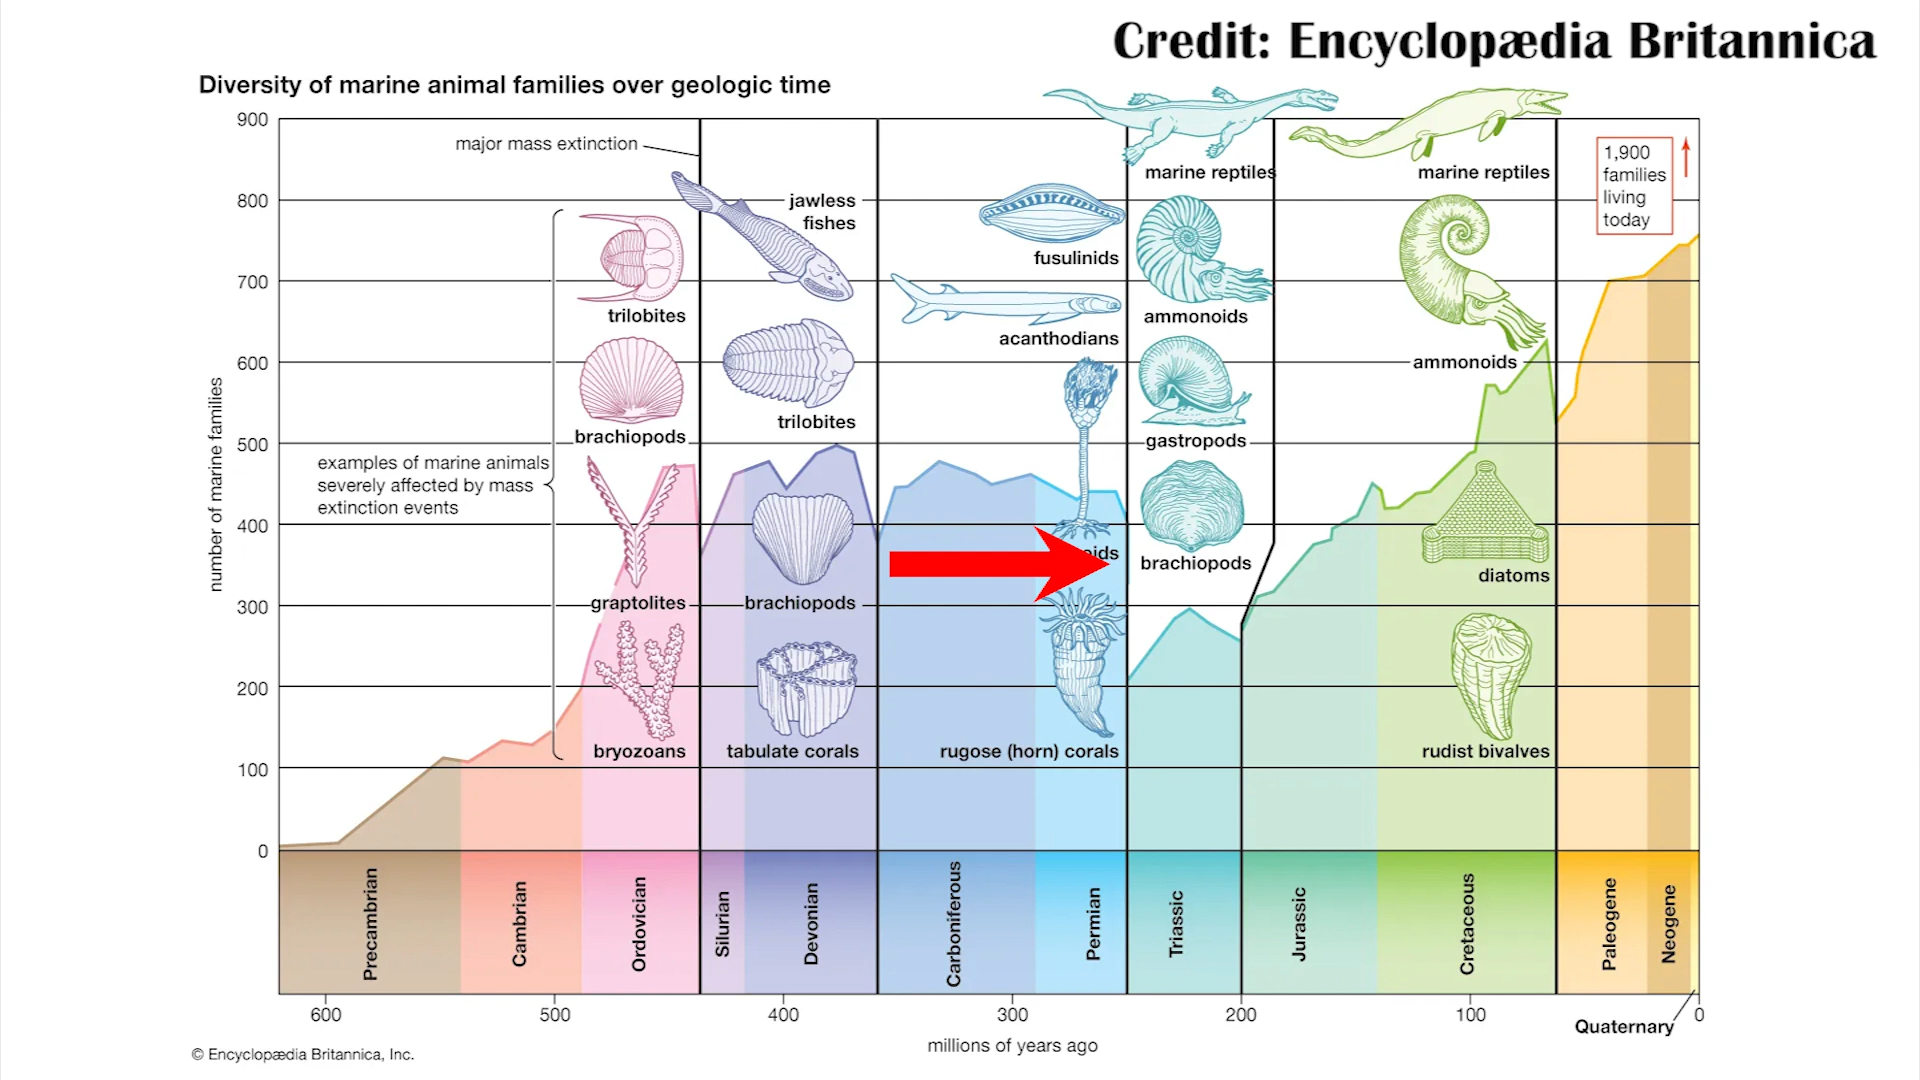 Credit: Encyclopædia Britannica
Diversity of marine animal families over geologic time
number of marine families
900
800
700
600
500
400
300
200
100
0
major mass extinction
examples of marine animals
severely affected by mass
extinction events
trilobites
brachiopods
graptolites
bryozoans
jawless
fishes
trilobites
brachiopods
tabulate corals
fusulinids
acanthodians
rugose (horn) corals
marine reptiles
ammonoids
gastropods
brachiopods
marine reptiles
ammonoids
diatoms
rudist bivalves
1,900
families
living
today
Precambrian
Cambrian
Ordovician
Silurian
Devonian
Carboniferous
Permian
Triassic
Jurassic
Cretaceous
Paleogene
Neogene
Quaternary
600
500
400
300
200
100
0
millions of years ago
© Encyclopædia Britannica, Inc.